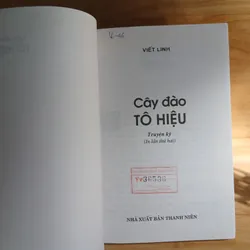 VIẾT LINH
Cây đào
TÔ HIỆU
Truyện ký
(In lần thứ hai)
NHÀ XUẤT BẢN THANH NIÊN